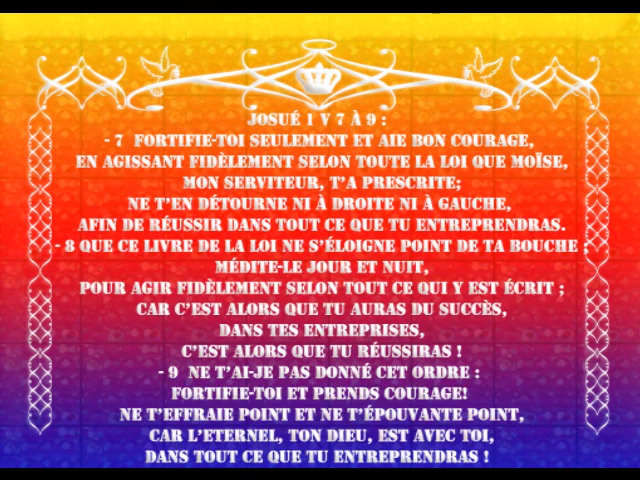 JOSUÉ 1 V 7 À 9 :
- 7 FORTIFIE-TOI SEULEMENT ET AIE BON COURAGE,
EN AGISSANT FIDÈLEMENT SELON TOUTE LA LOI QUE MOÏSE,
MON SERVITEUR, T'A PRESCRITE;
NE T'EN DÉTOURNE NI À DROITE NI À GAUCHE,
AFIN DE RÉUSSIR DANS TOUT CE QUE TU ENTREPRENDRAS.
- 8 QUE CE LIVRE DE LA LOI NE S'ÉLOIGNE POINT DE TA BOUCHE ;
MÉDITE-LE JOUR ET NUIT,
POUR AGIR FIDÈLEMENT SELON TOUT CE QUI Y EST ÉCRIT ;
CAR C'EST ALORS QUE TU AURAS DU SUCCÈS,
DANS TES ENTREPRISES,
C'EST ALORS QUE TU RÉUSSIRAS !
- 9 NE T'AI-JE PAS DONNÉ CET ORDRE :
FORTIFIE-TOI ET PRENDS COURAGE!
NE T'EFFRAIE POINT ET NE T'ÉPOUVANTE POINT,
CAR L'ETERNEL, TON DIEU, EST AVEC TOI,
DANS TOUT CE QUE TU ENTREPRENDRAS !